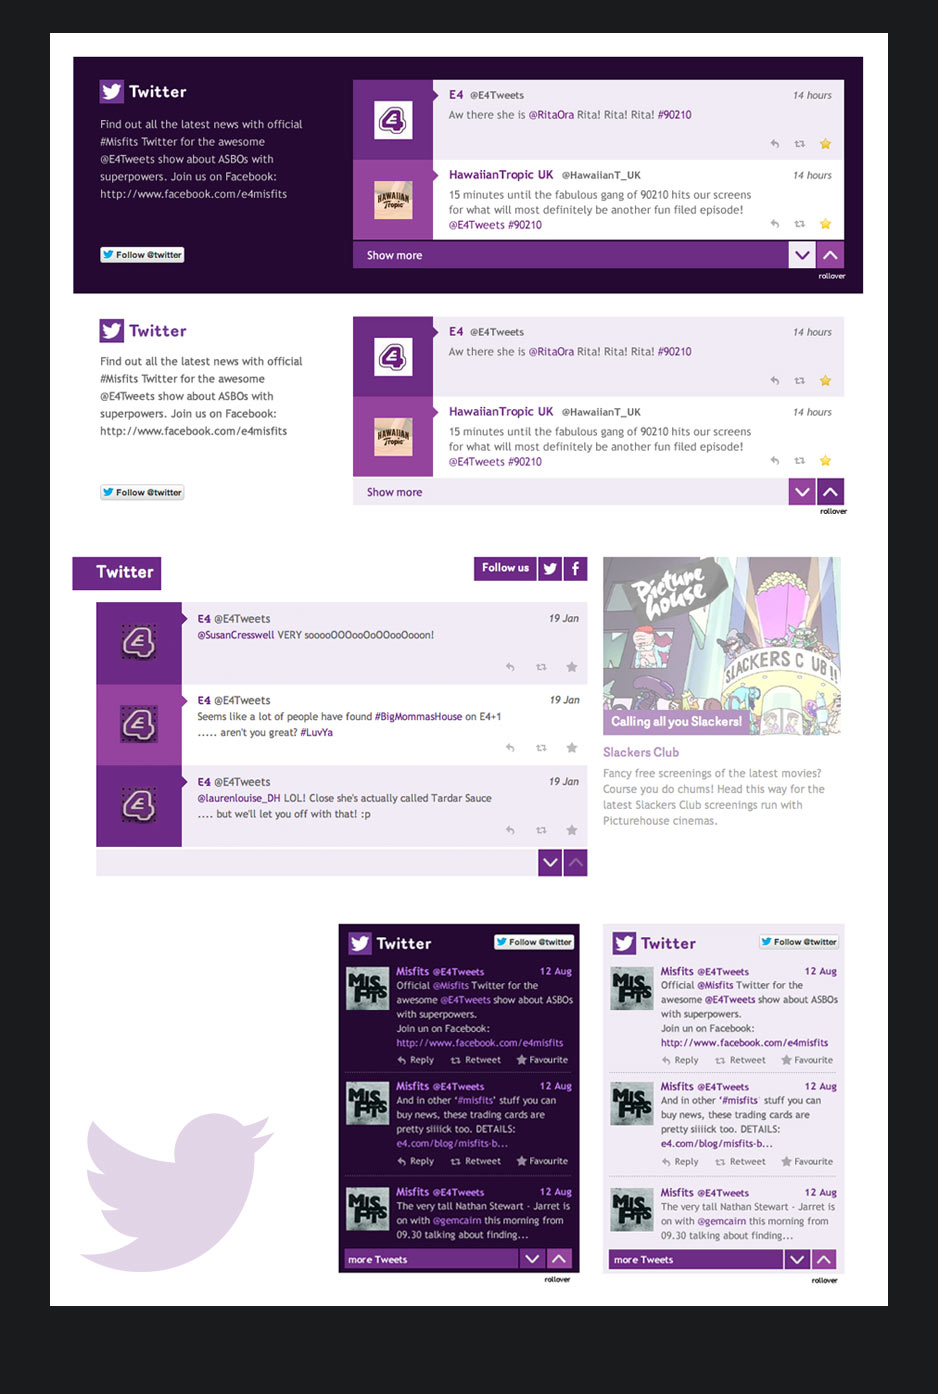 Twitter
Find out all the latest news with official
#Misfits Twitter for the awesome
@E4Tweets show about ASBOs with
superpowers. Join us on Facebook:
http://www.facebook.com/e4misfits
Follow @twitter
E4 @E4Tweets 14 hours
Aw there she is @RitaOra Rita! Rita! Rita! #90210
HAWAIIAN
Tropic
HawaiianTropic UK @HawaiianT_UK 14 hours
15 minutes until the fabulous gang of 90210 hits our screens
for what will most definitely be another fun filed episode!
@E4Tweets #90210
Show more
rollover
Twitter
Find out all the latest news with official
#Misfits Twitter for the awesome
@E4Tweets show about ASBOs with
superpowers. Join us on Facebook:
http://www.facebook.com/e4misfits
Follow @twitter
E4 @E4Tweets 14 hours
Aw there she is @RitaOra Rita! Rita! Rita! #90210
HAWAIIAN
Tropic
HawaiianTropic UK @HawaiianT_UK 14 hours
15 minutes until the fabulous gang of 90210 hits our screens
for what will most definitely be another fun filed episode!
@E4Tweets #90210
Show more
rollover
Twitter
Follow us
E4 @E4Tweets 19 Jan
@SusanCresswell VERY sooooOOOooOoOOooOooon!
E4 @E4Tweets 19 Jan
Seems like a lot of people have found #BigMommasHouse on E4+1
..... aren't you great? #LuvYa
E4 @E4Tweets 19 Jan
@laurenlouise_DH LOL! Close she's actually called Tardar Sauce
.... but we'll let you off with that! :p
Picture
house
SLACKERS C UB !!
Calling all you Slackers!
Slackers Club
Fancy free screenings of the latest movies?
Course you do chums! Head this way for the
latest Slackers Club screenings run with
Picturehouse cinemas.
Twitter
Follow @twitter
MISFITS
Misfits @E4Tweets 12 Aug
Official @Misfits Twitter for the
awesome @E4Tweets show about ASBOs
with superpowers.
Join un on Facebook:
http://www.facebook.com/e4misfits
Reply Retweet Favourite
MISFITS
Misfits @E4Tweets 12 Aug
And in other ‘#misfits’ stuff you can
buy news, these trading cards are
pretty siiiick too. DETAILS:
e4.com/blog/misfits-b...
Reply Retweet Favourite
MISFITS
Misfits @E4Tweets 12 Aug
The very tall Nathan Stewart - Jarret is
on with @gemcairn this morning from
09.30 talking about finding...
more Tweets
rollover
Twitter
Follow @twitter
MISFITS
Misfits @E4Tweets 12 Aug
Official @Misfits Twitter for the
awesome @E4Tweets show about ASBOs
with superpowers.
Join un on Facebook:
http://www.facebook.com/e4misfits
Reply Retweet Favourite
MISFITS
Misfits @E4Tweets 12 Aug
And in other ‘#misfits’ stuff you can
buy news, these trading cards are
pretty siiiick too. DETAILS:
e4.com/blog/misfits-b...
Reply Retweet Favourite
MISFITS
Misfits @E4Tweets 12 Aug
The very tall Nathan Stewart - Jarret is
on with @gemcairn this morning from
09.30 talking about finding...
more Tweets
rollover